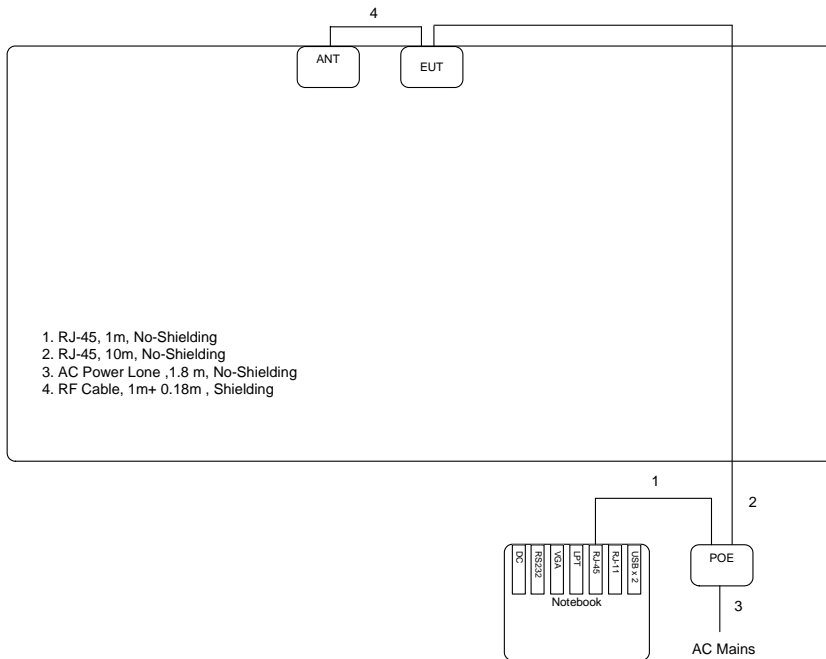 4
ANT
EUT
1. RJ-45, 1m, No-Shielding
2. RJ-45, 10m, No-Shielding
3. AC Power Lone ,1.8 m, No-Shielding
4. RF Cable, 1m+ 0.18m , Shielding
1
2
DC
RS232
VGA
LPT
RJ-45
RJ-11
USB x 2
Notebook
POE
3
AC Mains